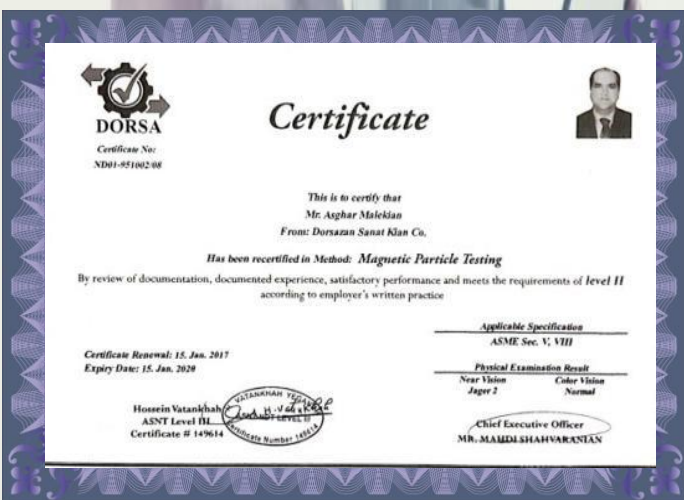 DORSA
Certificate No:
ND01-951002/08
Certificate
This is to certify that
Mr. Asghar Malekian
From: Dorsazan Sanat Kian Co.
Has been recertified in Method: Magnetic Particle Testing
By review of documentation, documented experience, satisfactory performance and meets the requirements of level II
according to employer's written practice
Applicable Specification
ASME Sec. V, VIII
Certificate Renewal: 15. Jan. 2017
Expiry Date: 15. Jan. 2020
Physical Examination Result
Near Vision Color Vision
Jager 2 Normal
Hossein Vatankhah
ASNT Level III
Certificate # 149614
VATANKHAH
Certificate Number 149614
Chief Executive Officer
MR. MAHDI SHAHVARANIAN